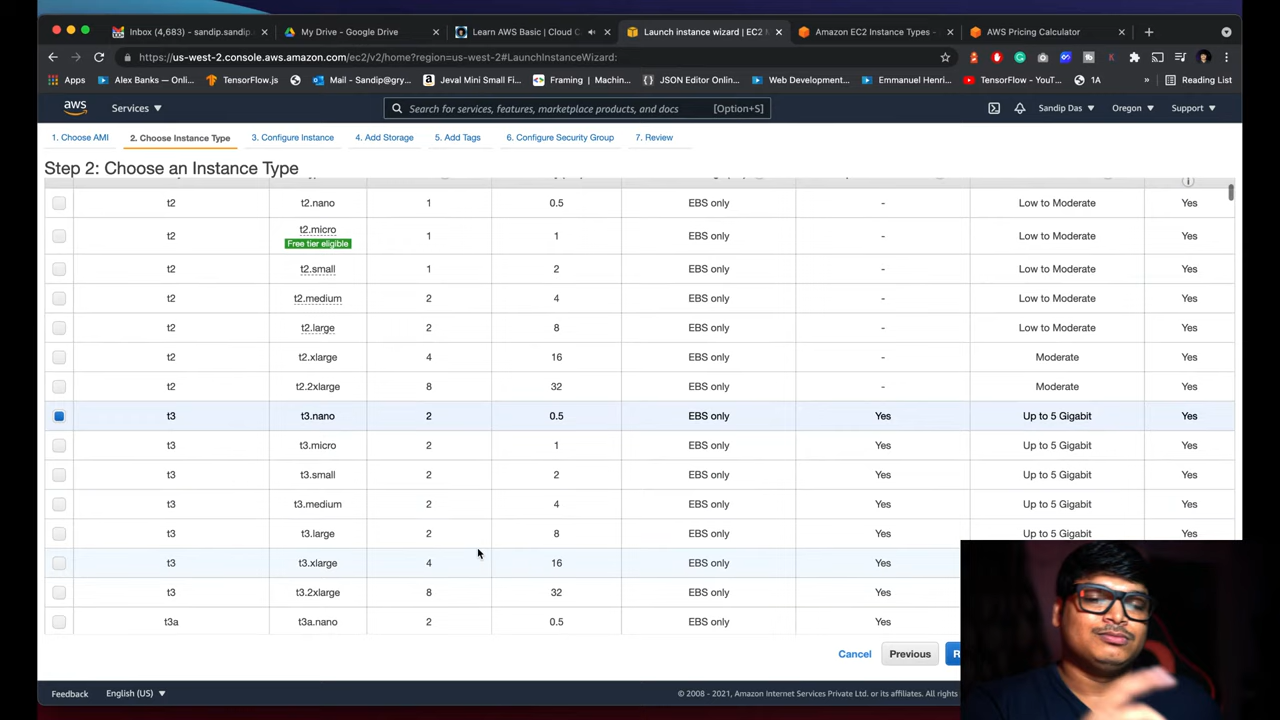 Inbox (4,683) - sandip.sandip.
My Drive - Google Drive
Learn AWS Basic | Cloud C
Launch instance wizard | EC2 M
Amazon EC2 Instance Types -
AWS Pricing Calculator
https://us-west-2.console.aws.amazon.com/ec2/v2/home?region=us-west-2#LaunchInstanceWizard:
Apps
Alex Banks — Onli...
TensorFlow.js
Mail - Sandip@gry...
Jeval Mini Small Fi...
Framing | Machin...
JSON Editor Onlin...
Web Development...
Emmanuel Henri...
TensorFlow - YouT...
1A
»
Reading List
aws
Services
Search for services, features, marketplace products, and docs [Option+S]
Sandip Das
Oregon
Support
1. Choose AMI
2. Choose Instance Type
3. Configure Instance
4. Add Storage
5. Add Tags
6. Configure Security Group
7. Review
Step 2: Choose an Instance Type
t2 t2.nano 1 0.5 EBS only - Low to Moderate Yes
t2 t2.micro 1 1 EBS only - Low to Moderate Yes
Free tier eligible
t2 t2.small 1 2 EBS only - Low to Moderate Yes
t2 t2.medium 2 4 EBS only - Low to Moderate Yes
t2 t2.large 2 8 EBS only - Low to Moderate Yes
t2 t2.xlarge 4 16 EBS only - Moderate Yes
t2 t2.2xlarge 8 32 EBS only - Moderate Yes
t3 t3.nano 2 0.5 EBS only Yes Up to 5 Gigabit Yes
t3 t3.micro 2 1 EBS only Yes Up to 5 Gigabit Yes
t3 t3.small 2 2 EBS only Yes Up to 5 Gigabit Yes
t3 t3.medium 2 4 EBS only Yes Up to 5 Gigabit Yes
t3 t3.large 2 8 EBS only Yes Up to 5 Gigabit Yes
t3 t3.xlarge 4 16 EBS only Yes
t3 t3.2xlarge 8 32 EBS only Yes
t3a t3a.nano 2 0.5 EBS only Yes
Cancel
Previous
R
Feedback
English (US)
© 2008 - 2021, Amazon Internet Services Private Ltd. or its affiliates. All rights